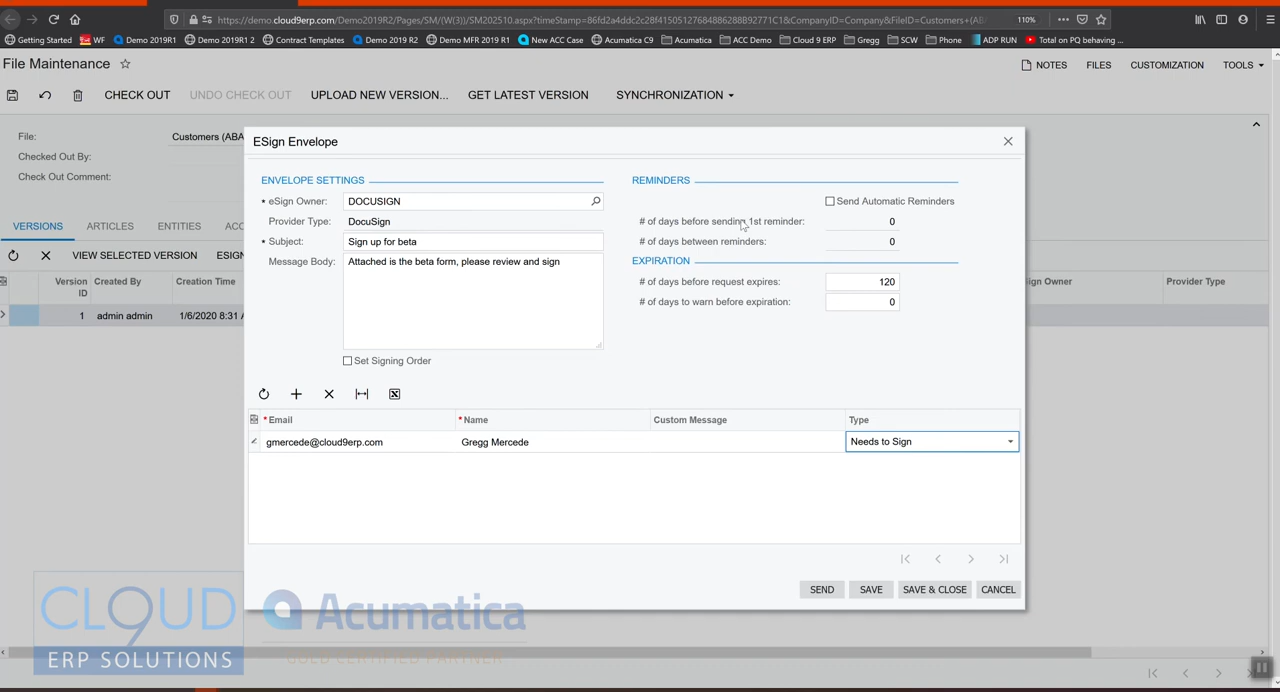 https://demo.cloud9erp.com/Demo2019R2/Pages/SM/(W(3))/SM202510.aspx?timeStamp=86fd2a4ddc2c28f41505127684886288892771C1&CompanyID=Company&FileID=Customers+(AB
110%
Getting Started WF Demo 2019R1 Demo 2019R1 2 Contract Templates Demo 2019 R2 Demo MFR 2019 R1 New ACC Case Acumatica C9 Acumatica ACC Demo Cloud 9 ERP Gregg SCW Phone ADP RUN Total on PQ behaving ...
File Maintenance
NOTES FILES CUSTOMIZATION TOOLS
CHECK OUT UNDO CHECK OUT UPLOAD NEW VERSION... GET LATEST VERSION SYNCHRONIZATION
File: Customers (ABA
Checked Out By:
Check Out Comment:
VERSIONS ARTICLES ENTITIES ACC
VIEW SELECTED VERSION ESIGN
Version ID Created By Creation Time ign Owner Provider Type
1 admin admin 1/6/2020 8:31 A
ESign Envelope
ENVELOPE SETTINGS
* eSign Owner: DOCUSIGN
Provider Type: DocuSign
* Subject: Sign up for beta
Message Body: Attached is the beta form, please review and sign
Set Signing Order
REMINDERS
Send Automatic Reminders
# of days before sending 1st reminder: 0
# of days between reminders: 0
EXPIRATION
# of days before request expires: 120
# of days to warn before expiration: 0
* Email * Name Custom Message Type
gmercede@cloud9erp.com Gregg Mercede Needs to Sign
SEND SAVE SAVE & CLOSE CANCEL
CLOUD 9
ERP SOLUTIONS
Acumatica
GOLD CERTIFIED PARTNER